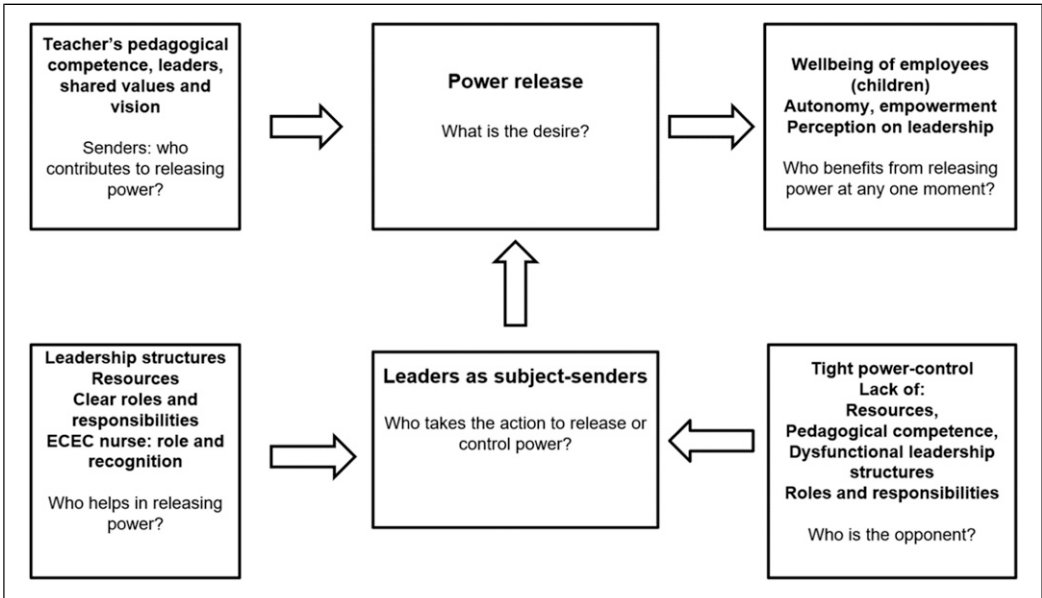 Teacher's pedagogical
competence, leaders,
shared values and
vision
Senders: who
contributes to releasing
power?
Power release
What is the desire?
Wellbeing of employees
(children)
Autonomy, empowerment
Perception on leadership
Who benefits from releasing
power at any one moment?
Leadership structures
Resources
Clear roles and
responsibilities
ECEC nurse: role and
recognition
Who helps in releasing
power?
Leaders as subject-senders
Who takes the action to release or
control power?
Tight power-control
Lack of:
Resources,
Pedagogical competence,
Dysfunctional leadership
structures
Roles and responsibilities
Who is the opponent?